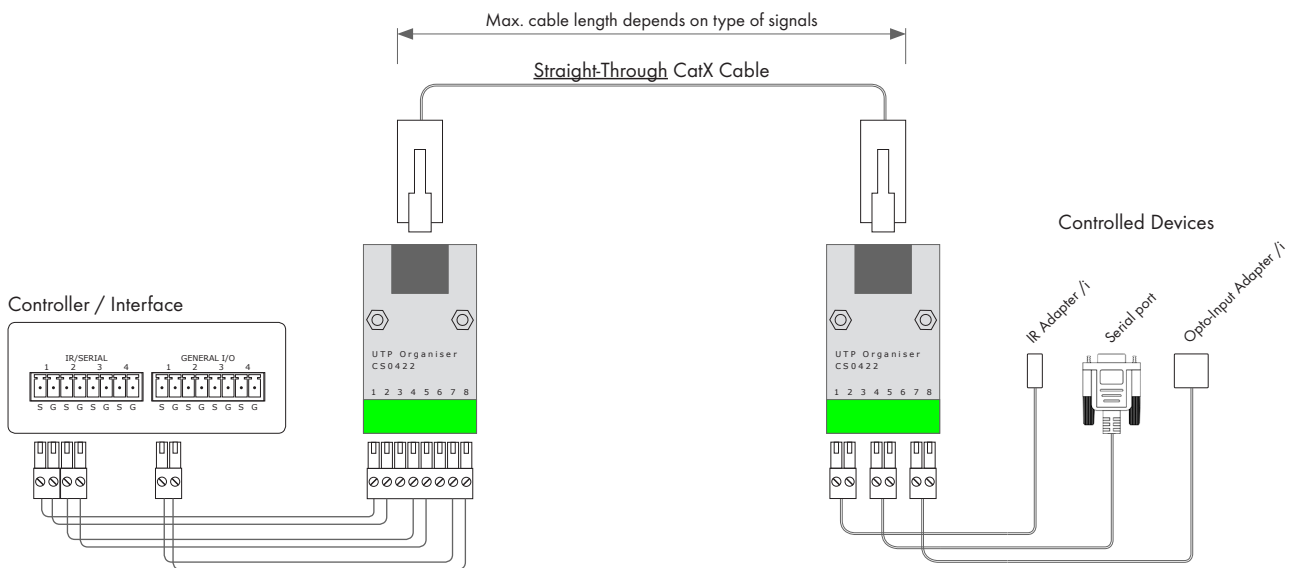 Max. cable length depends on type of signals
Straight-Through CatX Cable
Controlled Devices
IR Adapter /i
Serial port
Opto-Input Adapter /i
Controller / Interface
IR/SERIAL
1 2 3 4
S G S G S G S G
GENERAL I/O
1 2 3 4
S G S G S G S G
UTP Organiser
CS0422
1 2 3 4 5 6 7 8
UTP Organiser
CS0422
1 2 3 4 5 6 7 8